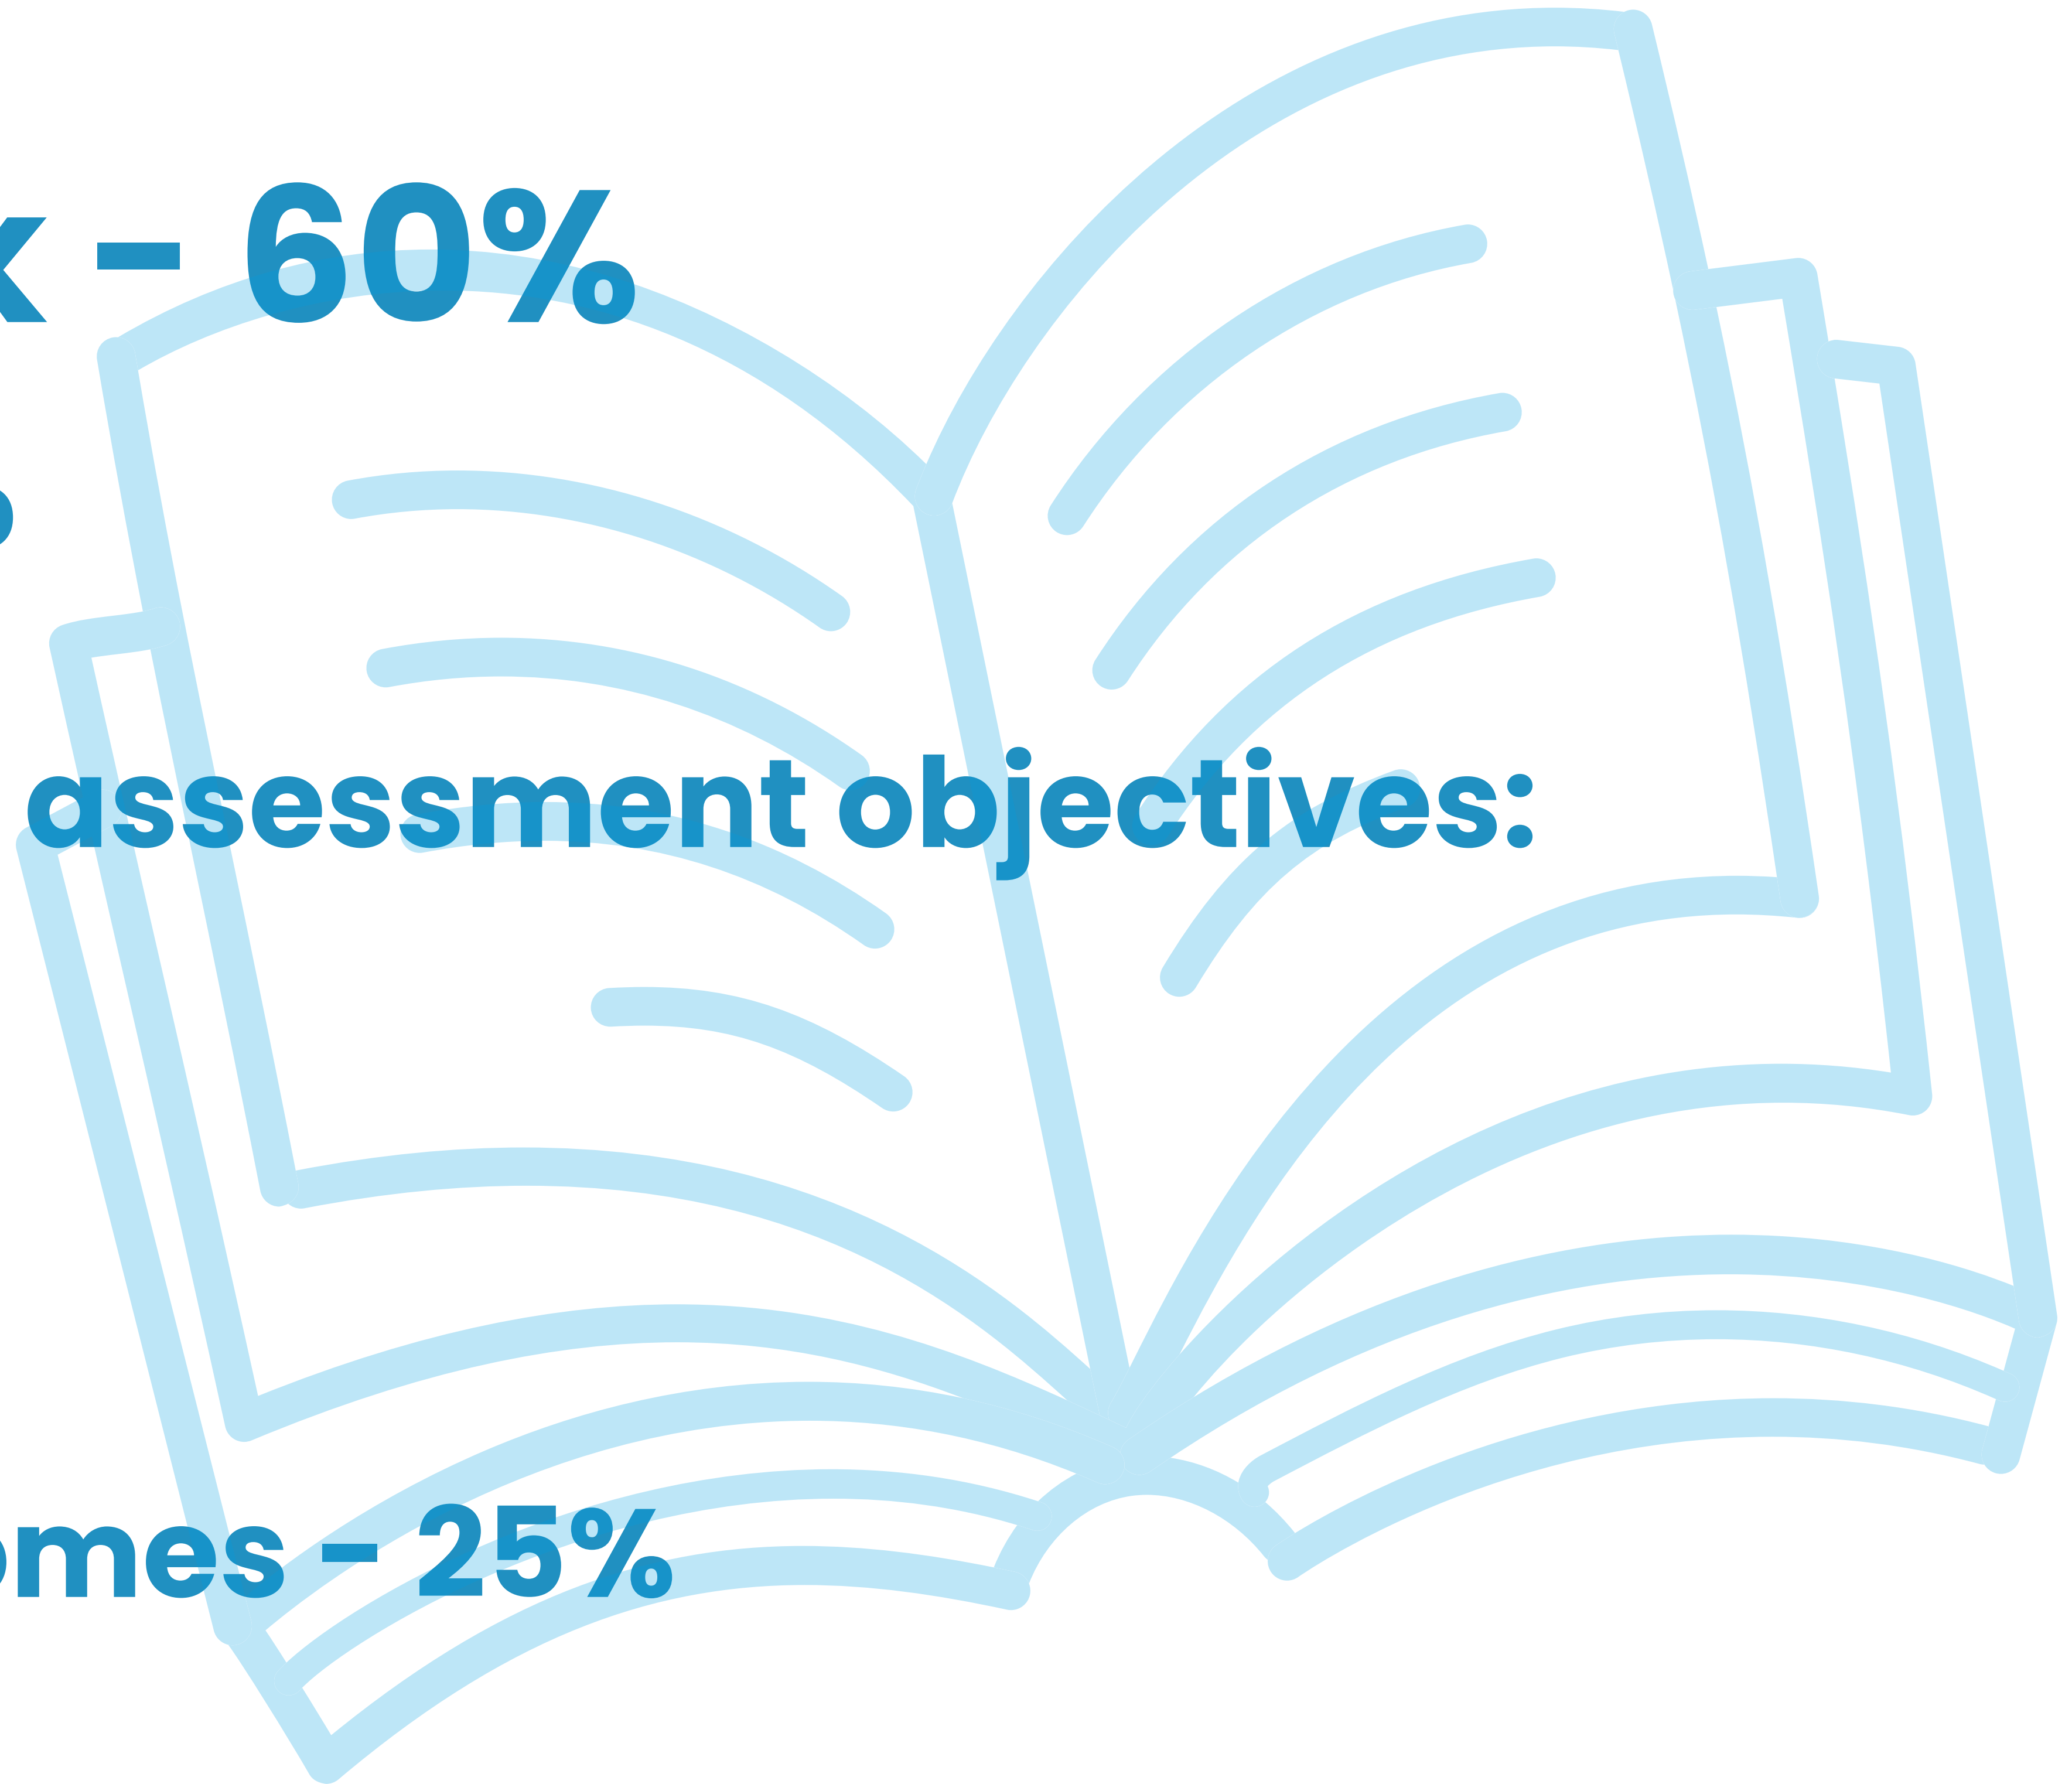 - 60%
assessment objectives:
mes - 25%